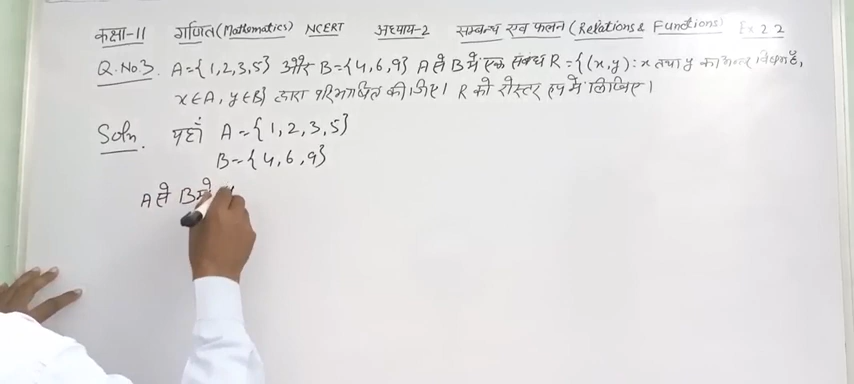 कक्षा-11 गणित (Mathematics) NCERT अध्याय-2 सम्बन्ध एवं फलन (Relations & Functions) Ex 2.2
Q.No.3. A={1,2,3,5} और B={4,6,9} A से B में एक संबंध R={(x,y): x तथा y का अन्तर विषम है,
x∈A, y∈B} द्वारा परिभाषित कीजिए। R को रोस्टर रूप में लिखिए।
Soln. यहाँ A={1,2,3,5}
B={4,6,9}
A से B में